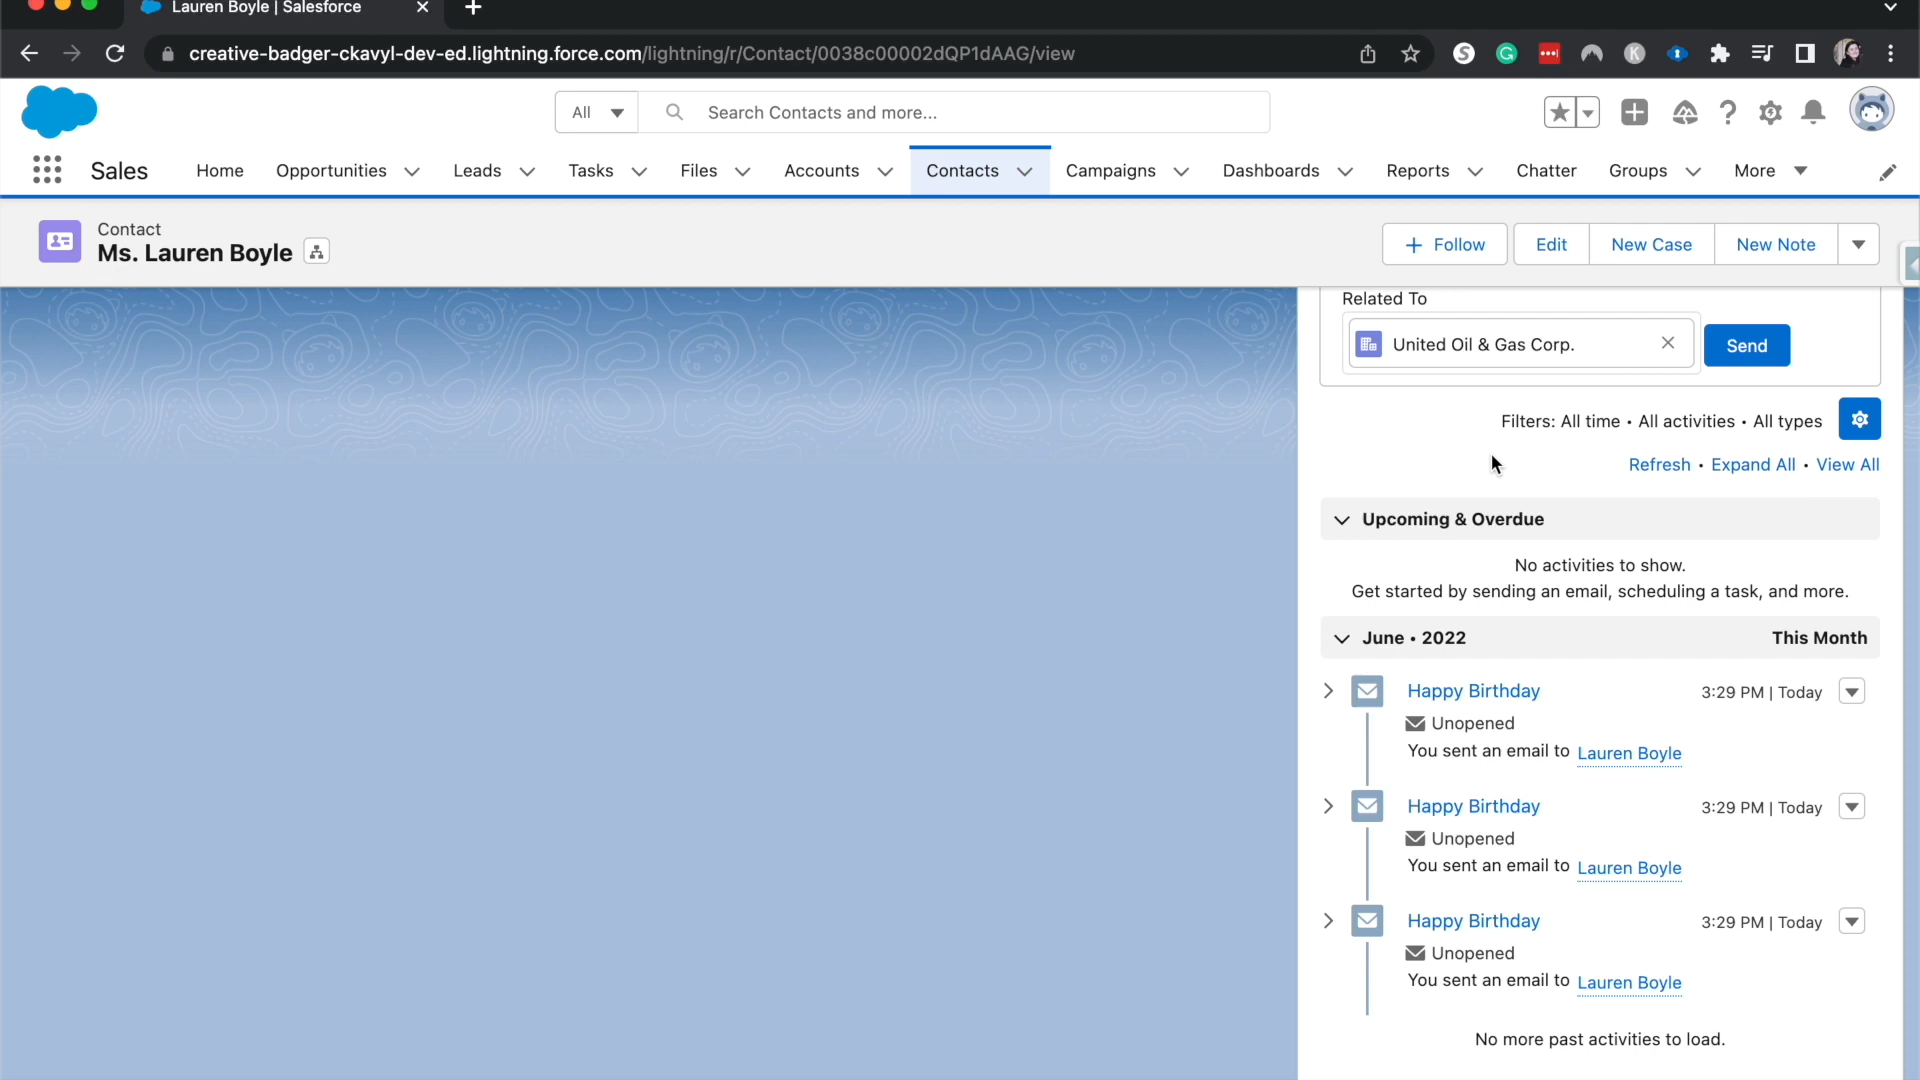 Lauren Boyle | Salesforce
creative-badger-ckavyl-dev-ed.lightning.force.com/lightning/r/Contact/0038c00002dQP1dAAG/view
All
Search Contacts and more...
Sales
Home
Opportunities
Leads
Tasks
Files
Accounts
Contacts
Campaigns
Dashboards
Reports
Chatter
Groups
More
Contact
Ms. Lauren Boyle
Follow
Edit
New Case
New Note
Related To
United Oil & Gas Corp.
Send
Filters: All time • All activities • All types
Refresh • Expand All • View All
Upcoming & Overdue
No activities to show.
Get started by sending an email, scheduling a task, and more.
June • 2022 This Month
Happy Birthday 3:29 PM | Today
Unopened
You sent an email to Lauren Boyle
Happy Birthday 3:29 PM | Today
Unopened
You sent an email to Lauren Boyle
Happy Birthday 3:29 PM | Today
Unopened
You sent an email to Lauren Boyle
No more past activities to load.